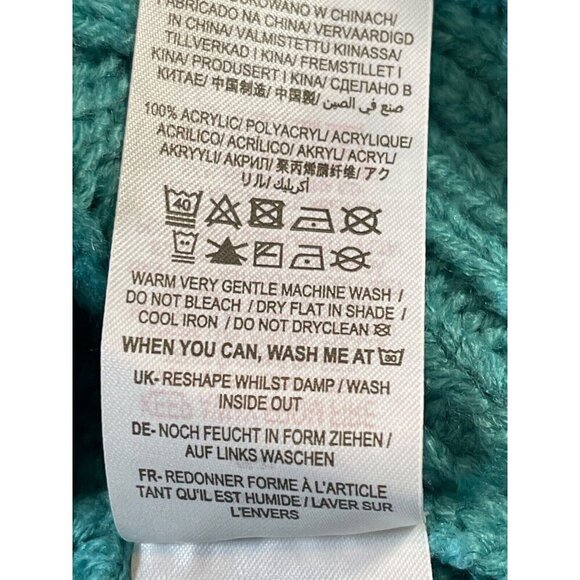 WYPRODUKOWANO W CHINACH/
FABRICADO NA CHINA/ VERVAARDIGD
IN CHINA/ VALMISTETTU KIINASSA/
TILLVERKAD I KINA/ FREMSTILLET I
KINA/ PRODUSERT I KINA/ СДЕЛАНО В
КИТАЕ/ 中国制造/ 中国製/ صنع في الصين
100% ACRYLIC/ POLYACRYL/ ACRYLIQUE/
ACRILICO/ ACRÍLICO/ AKRYL/ ACRYL/
AKRYYLI/ АКРИЛ/ 聚丙烯腈纤维/ アク
リル/ أكريليك
40
WARM VERY GENTLE MACHINE WASH /
DO NOT BLEACH / DRY FLAT IN SHADE /
COOL IRON / DO NOT DRYCLEAN
WHEN YOU CAN, WASH ME AT 30
UK- RESHAPE WHILST DAMP / WASH
INSIDE OUT
DE- NOCH FEUCHT IN FORM ZIEHEN /
AUF LINKS WASCHEN
FR- REDONNER FORME À L'ARTICLE
TANT QU'IL EST HUMIDE / LAVER SUR
L'ENVERS